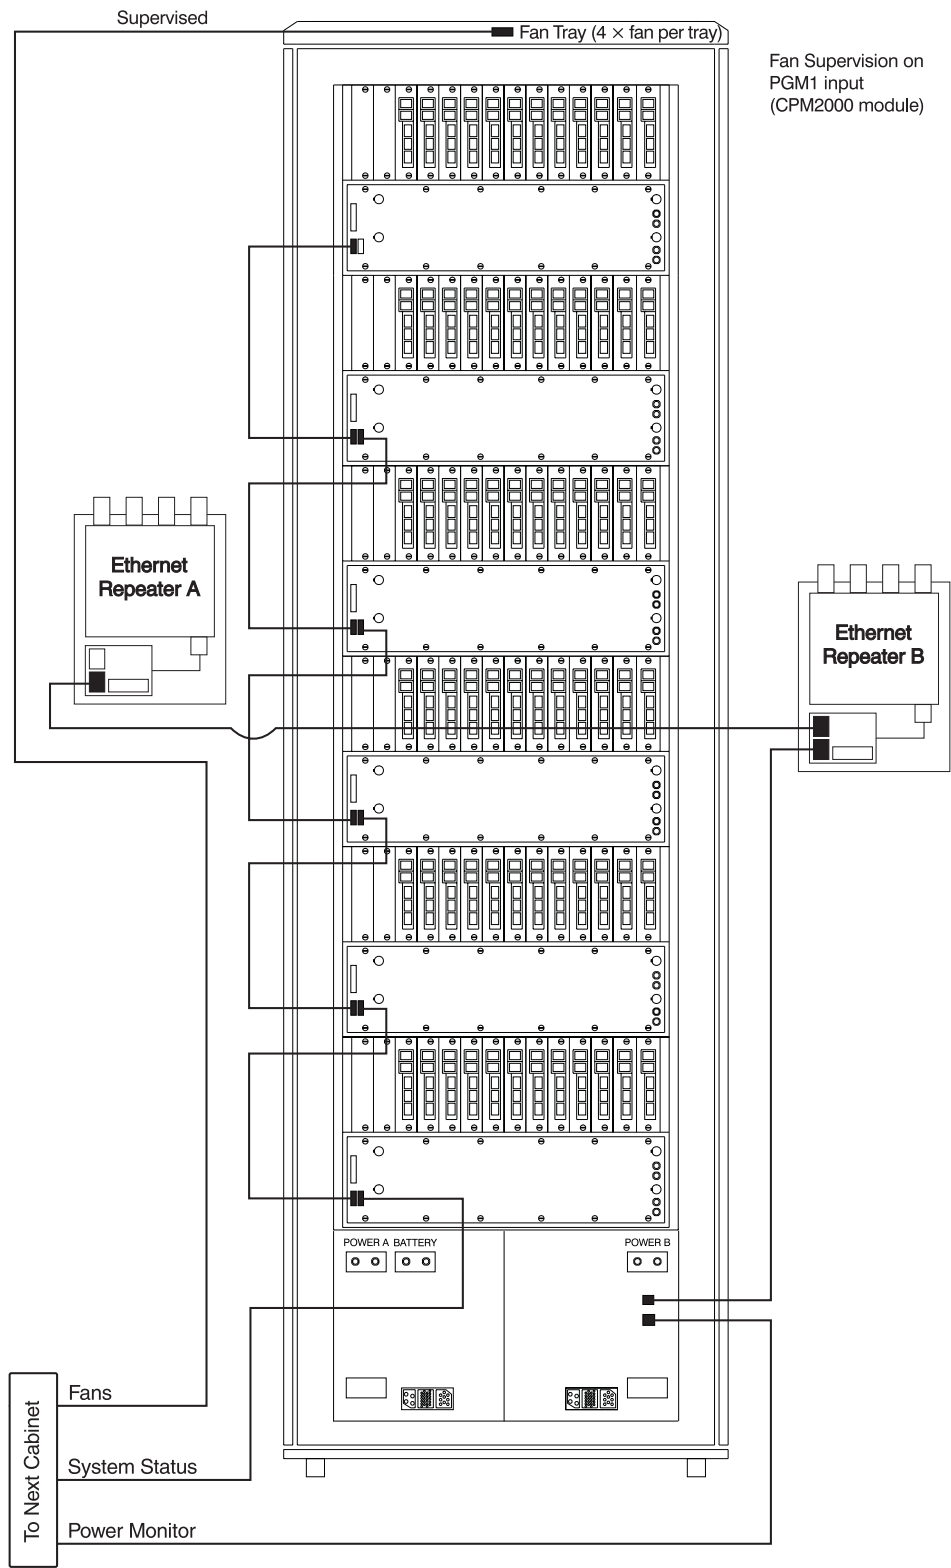 Supervised
Fan Tray (4 × fan per tray)
Fan Supervision on
PGM1 input
(CPM2000 module)
Ethernet
Repeater A
Ethernet
Repeater B
POWER A BATTERY
POWER B
To Next Cabinet
Fans
System Status
Power Monitor